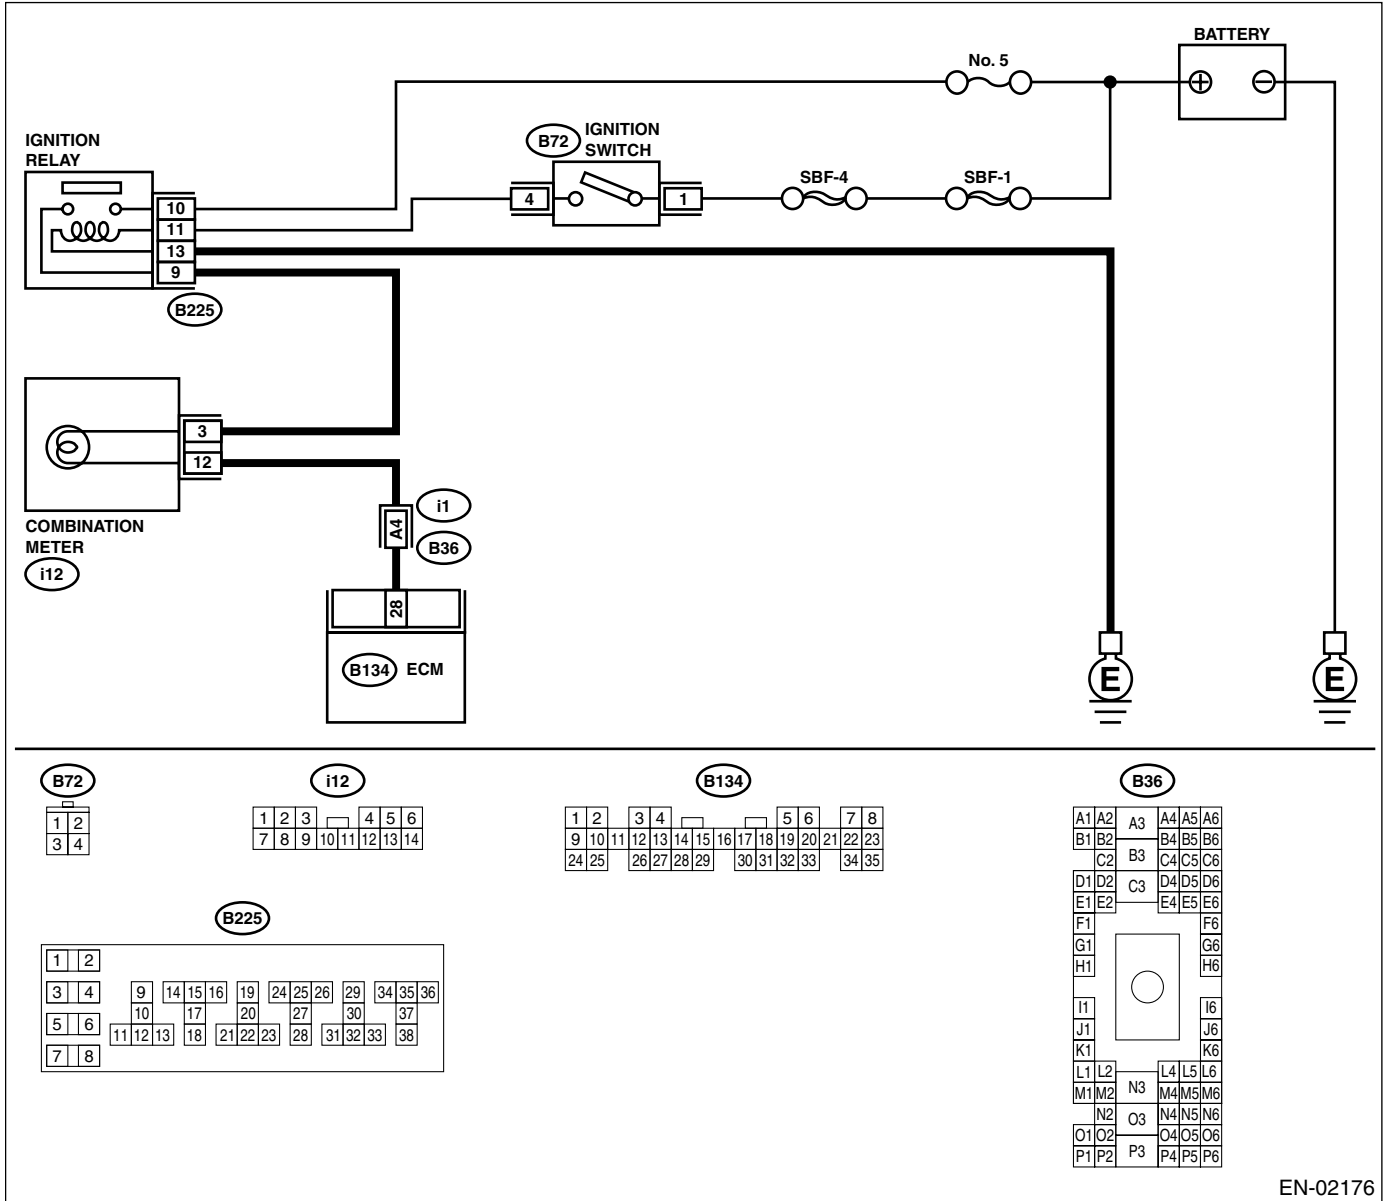 BATTERY
No. 5
IGNITION
RELAY
B72
IGNITION
SWITCH
4
1
SBF-4
SBF-1
10
11
13
9
B225
3
12
COMBINATION
METER
i12
i1
A4
B36
28
B134 ECM
E
E
B72
1 2
3 4
i12
1 2 3 4 5 6
7 8 9 10 11 12 13 14
B134
1 2 3 4 5 6 7 8
9 10 11 12 13 14 15 16 17 18 19 20 21 22 23
24 25 26 27 28 29 30 31 32 33 34 35
B225
1 2
3 4 9 14 15 16 19 24 25 26 29 34 35 36
10 17 20 27 30 37
5 6
11 12 13 18 21 22 23 28 31 32 33 38
7 8
B36
A1 A2 A3 A4 A5 A6
B1 B2 B4 B5 B6
B3
C2 C4 C5 C6
D1 D2 C3 D4 D5 D6
E1 E2 E4 E5 E6
F1 F6
G1 G6
H1 H6
I1 I6
J1 J6
K1 K6
L1 L2 L4 L5 L6
N3
M1 M2 M4 M5 M6
N2 O3 N4 N5 N6
O1 O2 O4 O5 O6
P1 P2 P3 P4 P5 P6
EN-02176